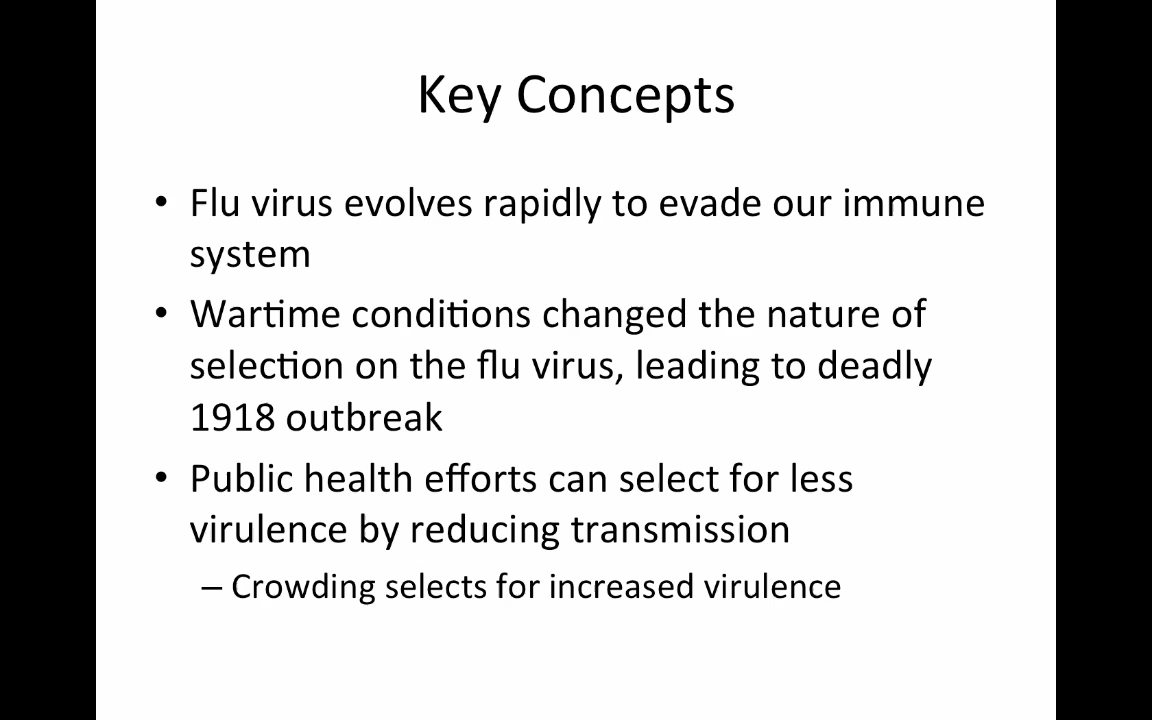 Key Concepts
• Flu virus evolves rapidly to evade our immune
system
• Wartime conditions changed the nature of
selection on the flu virus, leading to deadly
1918 outbreak
• Public health efforts can select for less
virulence by reducing transmission
– Crowding selects for increased virulence